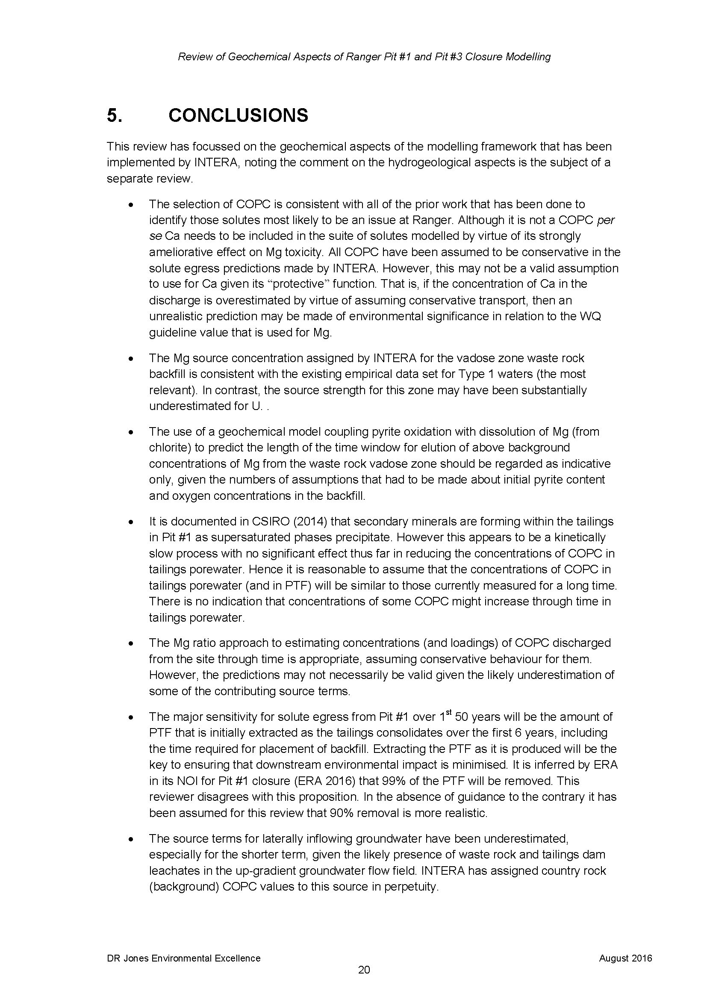 Review of Geochemical Aspects of Ranger Pit #1 and Pit #3 Closure Modelling
5. CONCLUSIONS
This review has focussed on the geochemical aspects of the modelling framework that has been
implemented by INTERA, noting the comment on the hydrogeological aspects is the subject of a
separate review.
• The selection of COPC is consistent with all of the prior work that has been done to
identify those solutes most likely to be an issue at Ranger. Although it is not a COPC per
se Ca needs to be included in the suite of solutes modelled by virtue of its strongly
ameliorative effect on Mg toxicity. All COPC have been assumed to be conservative in the
solute egress predictions made by INTERA. However, this may not be a valid assumption
to use for Ca given its “protective” function. That is, if the concentration of Ca in the
discharge is overestimated by virtue of assuming conservative transport, then an
unrealistic prediction may be made of environmental significance in relation to the WQ
guideline value that is used for Mg.
• The Mg source concentration assigned by INTERA for the vadose zone waste rock
backfill is consistent with the existing empirical data set for Type 1 waters (the most
relevant). In contrast, the source strength for this zone may have been substantially
underestimated for U. .
• The use of a geochemical model coupling pyrite oxidation with dissolution of Mg (from
chlorite) to predict the length of the time window for elution of above background
concentrations of Mg from the waste rock vadose zone should be regarded as indicative
only, given the numbers of assumptions that had to be made about initial pyrite content
and oxygen concentrations in the backfill.
• It is documented in CSIRO (2014) that secondary minerals are forming within the tailings
in Pit #1 as supersaturated phases precipitate. However this appears to be a kinetically
slow process with no significant effect thus far in reducing the concentrations of COPC in
tailings porewater. Hence it is reasonable to assume that the concentrations of COPC in
tailings porewater (and in PTF) will be similar to those currently measured for a long time.
There is no indication that concentrations of some COPC might increase through time in
tailings porewater.
• The Mg ratio approach to estimating concentrations (and loadings) of COPC discharged
from the site through time is appropriate, assuming conservative behaviour for them.
However, the predictions may not necessarily be valid given the likely underestimation of
some of the contributing source terms.
• The major sensitivity for solute egress from Pit #1 over 1st 50 years will be the amount of
PTF that is initially extracted as the tailings consolidates over the first 6 years, including
the time required for placement of backfill. Extracting the PTF as it is produced will be the
key to ensuring that downstream environmental impact is minimised. It is inferred by ERA
in its NOI for Pit #1 closure (ERA 2016) that 99% of the PTF will be removed. This
reviewer disagrees with this proposition. In the absence of guidance to the contrary it has
been assumed for this review that 90% removal is more realistic.
• The source terms for laterally inflowing groundwater have been underestimated,
especially for the shorter term, given the likely presence of waste rock and tailings dam
leachates in the up-gradient groundwater flow field. INTERA has assigned country rock
(background) COPC values to this source in perpetuity.
DR Jones Environmental Excellence August 2016
20